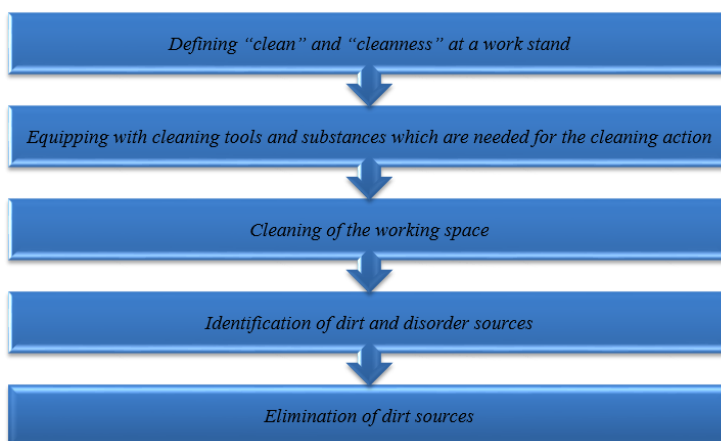 Defining “clean” and “cleanness” at a work stand
Equipping with cleaning tools and substances which are needed for the cleaning action
Cleaning of the working space
Identification of dirt and disorder sources
Elimination of dirt sources